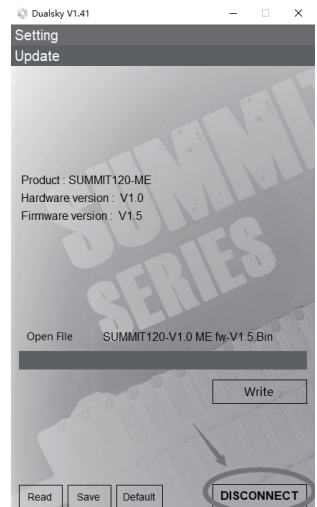 Dualsky V1.41
Setting
Update
SUMMIT
SERIES
Product : SUMMIT120-ME
Hardware version : V1.0
Firmware version : V1.5
Open File SUMMIT120-V1.0 ME fw-V1.5.Bin
Write
Read Save Default DISCONNECT